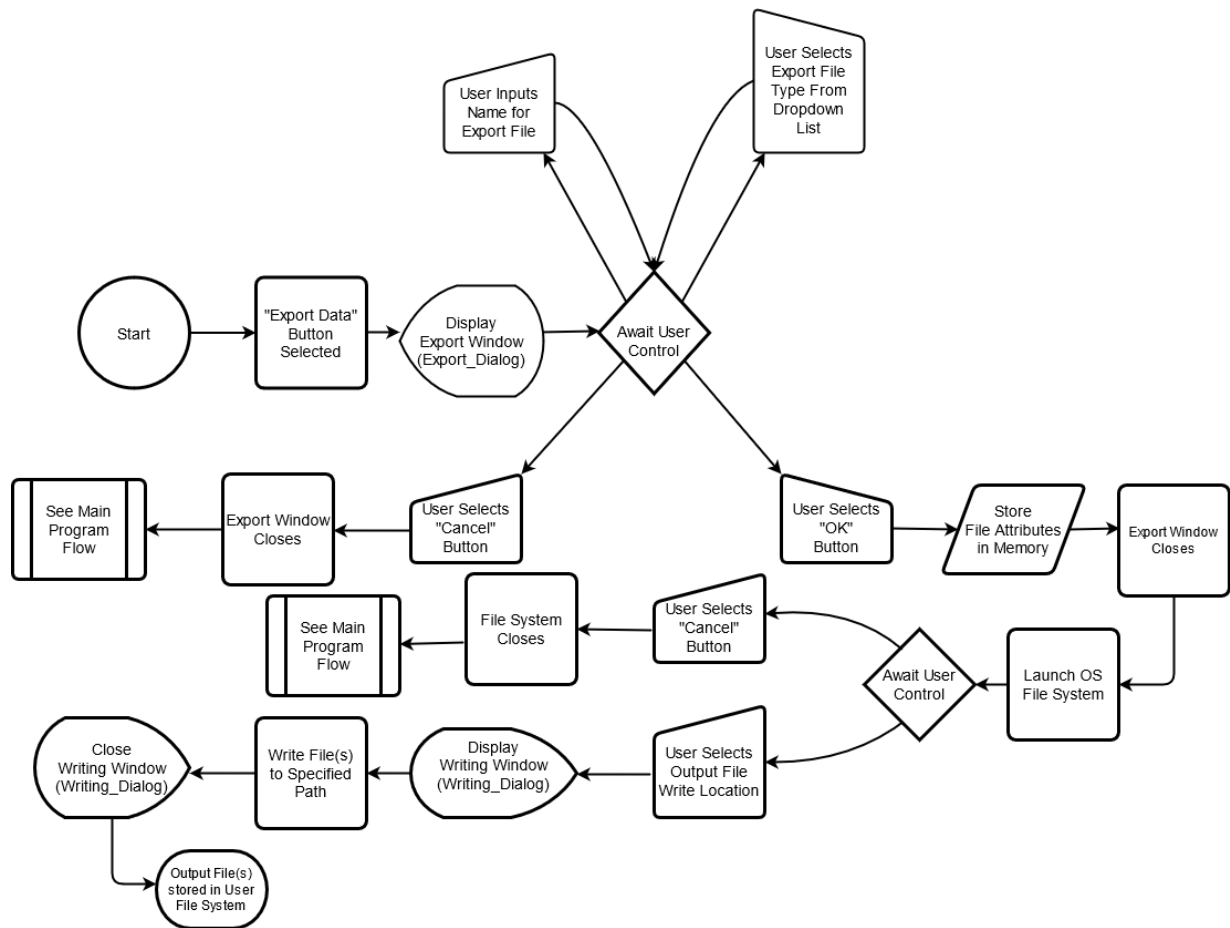 User Inputs
Name for
Export File
User Selects
Export File
Type From
Dropdown
List
Start
"Export Data"
Button
Selected
Display
Export Window
(Export_Dialog)
Await User
Control
See Main
Program
Flow
Export Window
Closes
User Selects
"Cancel"
Button
User Selects
"OK"
Button
Store
File Attributes
in Memory
Export Window
Closes
See Main
Program
Flow
File System
Closes
User Selects
"Cancel"
Button
Await User
Control
Launch OS
File System
Close
Writing Window
(Writing_Dialog)
Write File(s)
to Specified
Path
Display
Writing Window
(Writing_Dialog)
User Selects
Output File
Write Location
Output File(s)
stored in User
File System